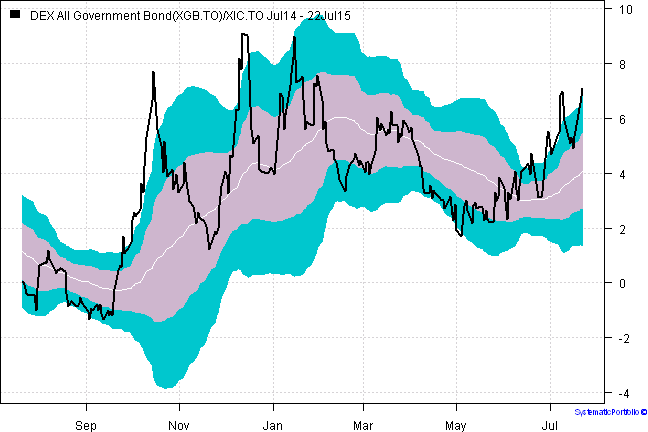 DEX All Government Bond(XGB.TO)/XIC.TO Jul14 - 22Jul15
10
8
6
4
2
0
-2
-4
Sep Nov Jan Mar May Jul
SystematicPortfolio ©